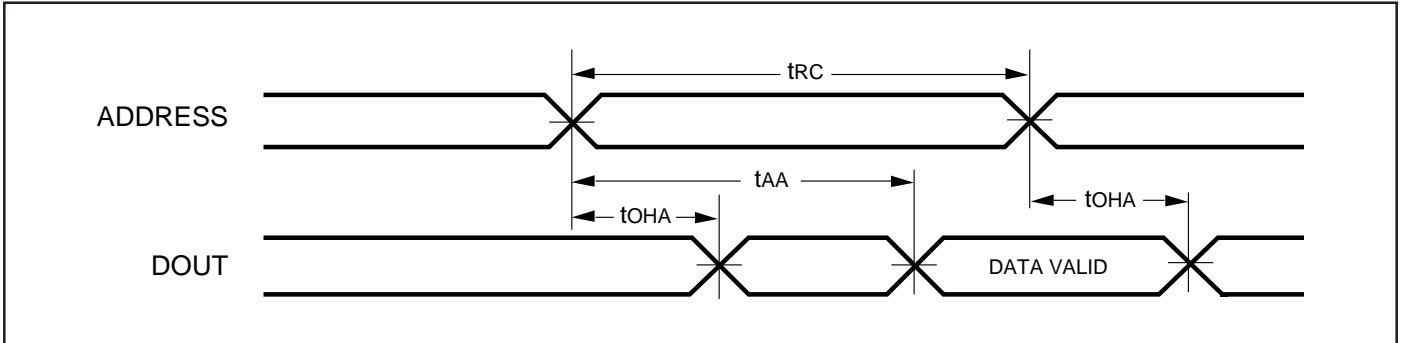 tRC
ADDRESS
tAA
tOHA
tOHA
DOUT
DATA VALID